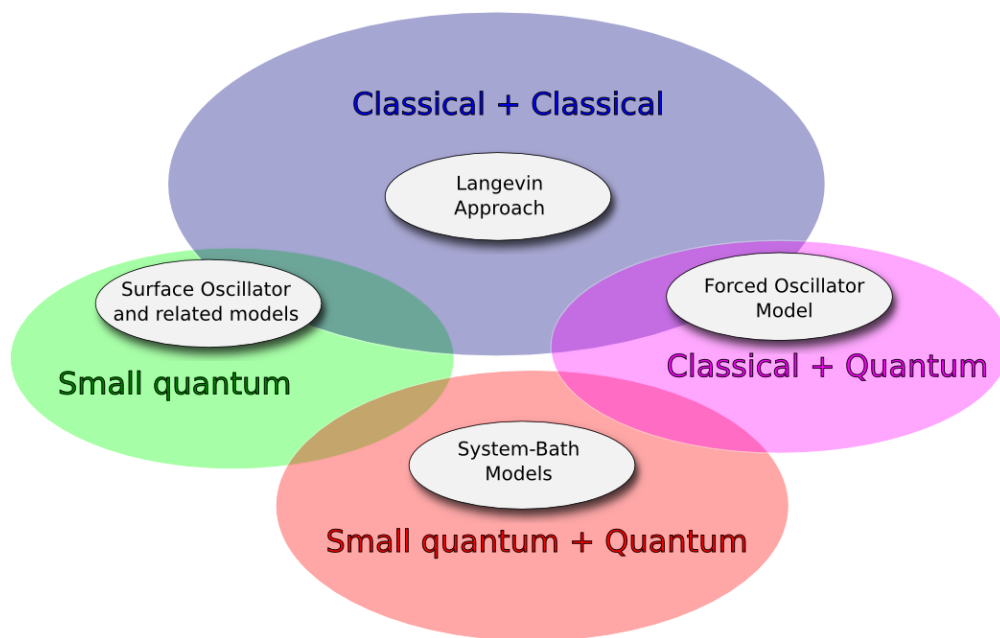 Classical + Classical
Langevin
Approach
Surface Oscillator
and related models
Forced Oscillator
Model
Small quantum
Classical + Quantum
System-Bath
Models
Small quantum + Quantum